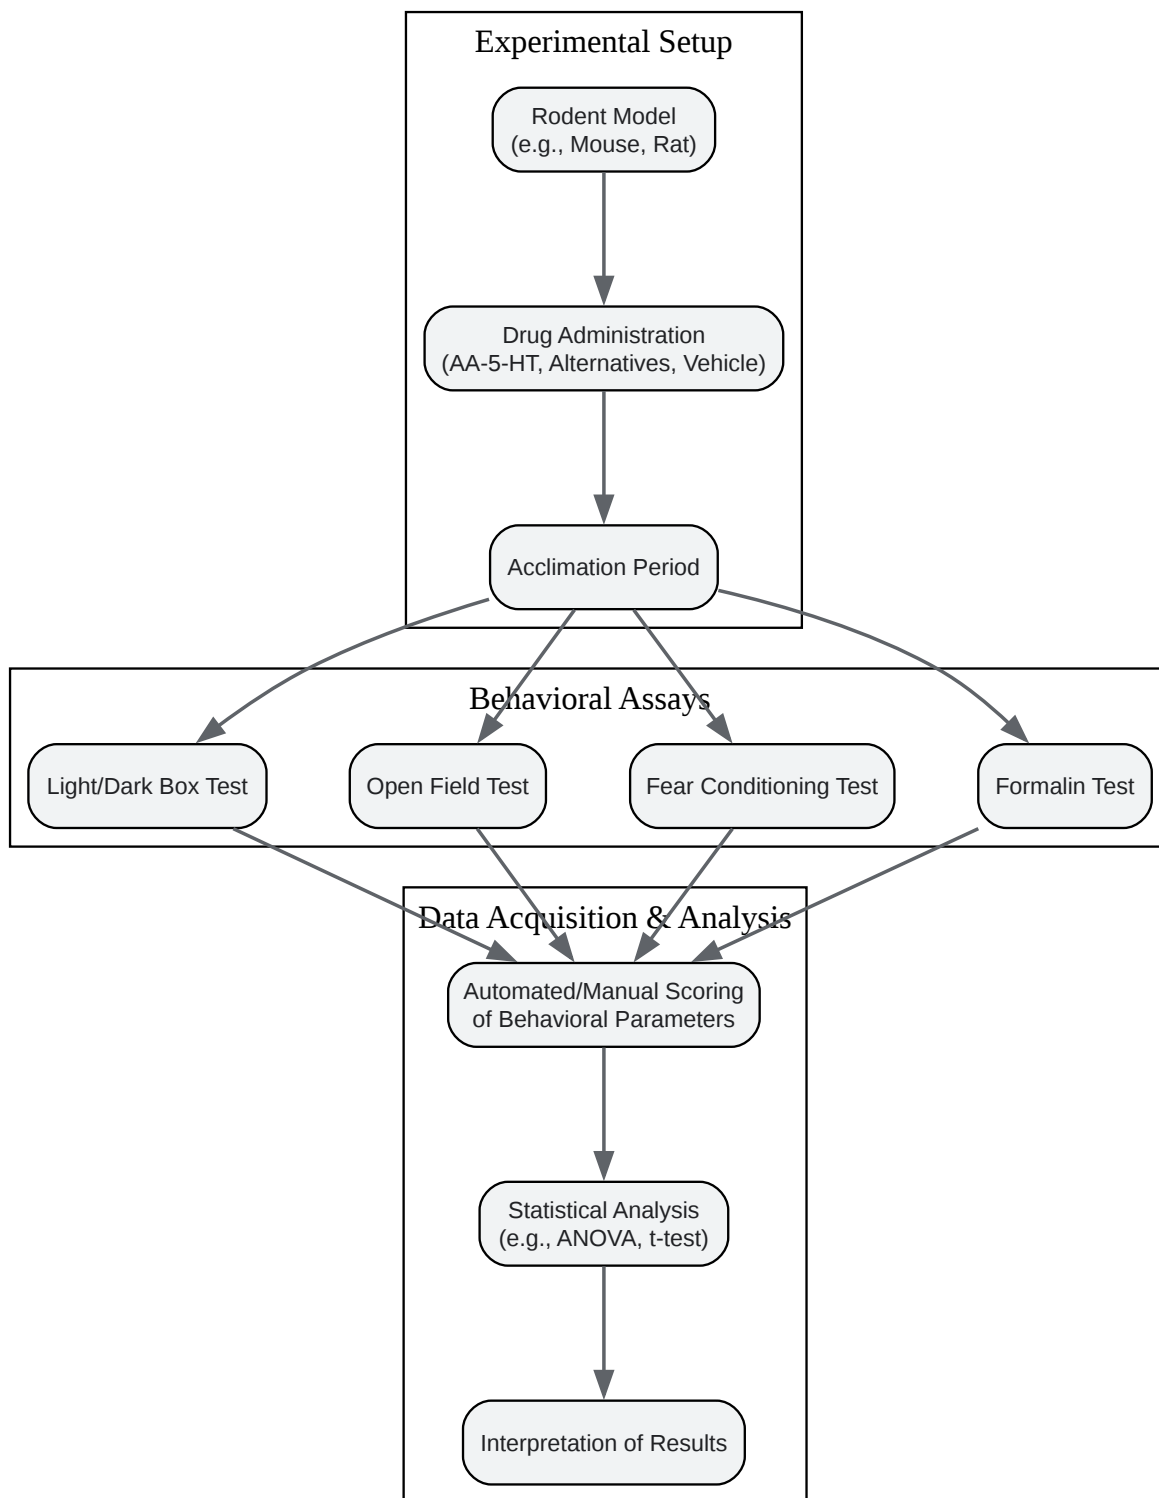 Experimental Setup
Rodent Model
(e.g., Mouse, Rat)
Drug Administration
(AA-5-HT, Alternatives, Vehicle)
Acclimation Period
Behavioral Assays
Light/Dark Box Test
Open Field Test
Fear Conditioning Test
Formalin Test
Data Acquisition & Analysis
Automated/Manual Scoring
of Behavioral Parameters
Statistical Analysis
(e.g., ANOVA, t-test)
Interpretation of Results